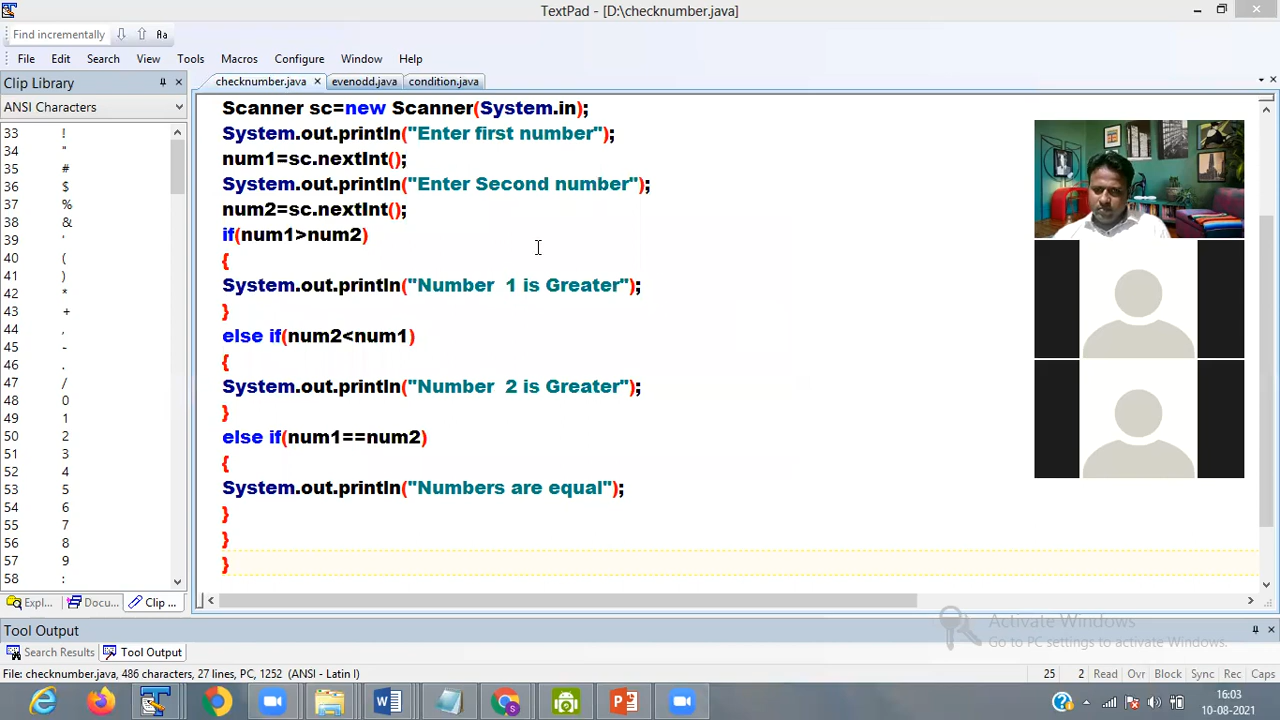 TextPad - [D:\checknumber.java]
Find incrementally
Aa
File Edit Search View Tools Macros Configure Window Help
Clip Library
checknumber.java evenodd.java condition.java
ANSI Characters
33 !
34 "
35 #
36 $
37 %
38 &
39 '
40 (
41 )
42 *
43 +
44 ,
45 -
46 .
47 /
48 0
49 1
50 2
51 3
52 4
53 5
54 6
55 7
56 8
57 9
58 :
Scanner sc=new Scanner(System.in);
System.out.println("Enter first number");
num1=sc.nextInt();
System.out.println("Enter Second number");
num2=sc.nextInt();
if(num1>num2)
{
System.out.println("Number  1 is Greater");
}
else if(num2<num1)
{
System.out.println("Number  2 is Greater");
}
else if(num1==num2)
{
System.out.println("Numbers are equal");
}
}
}
Expl... Docu... Clip ...
Tool Output
Search Results Tool Output
Activate Windows
Go to PC settings to activate Windows.
File: checknumber.java, 486 characters, 27 lines, PC, 1252 (ANSI - Latin I)
25 2 Read Ovr Block Sync Rec Caps
16:03
10-08-2021